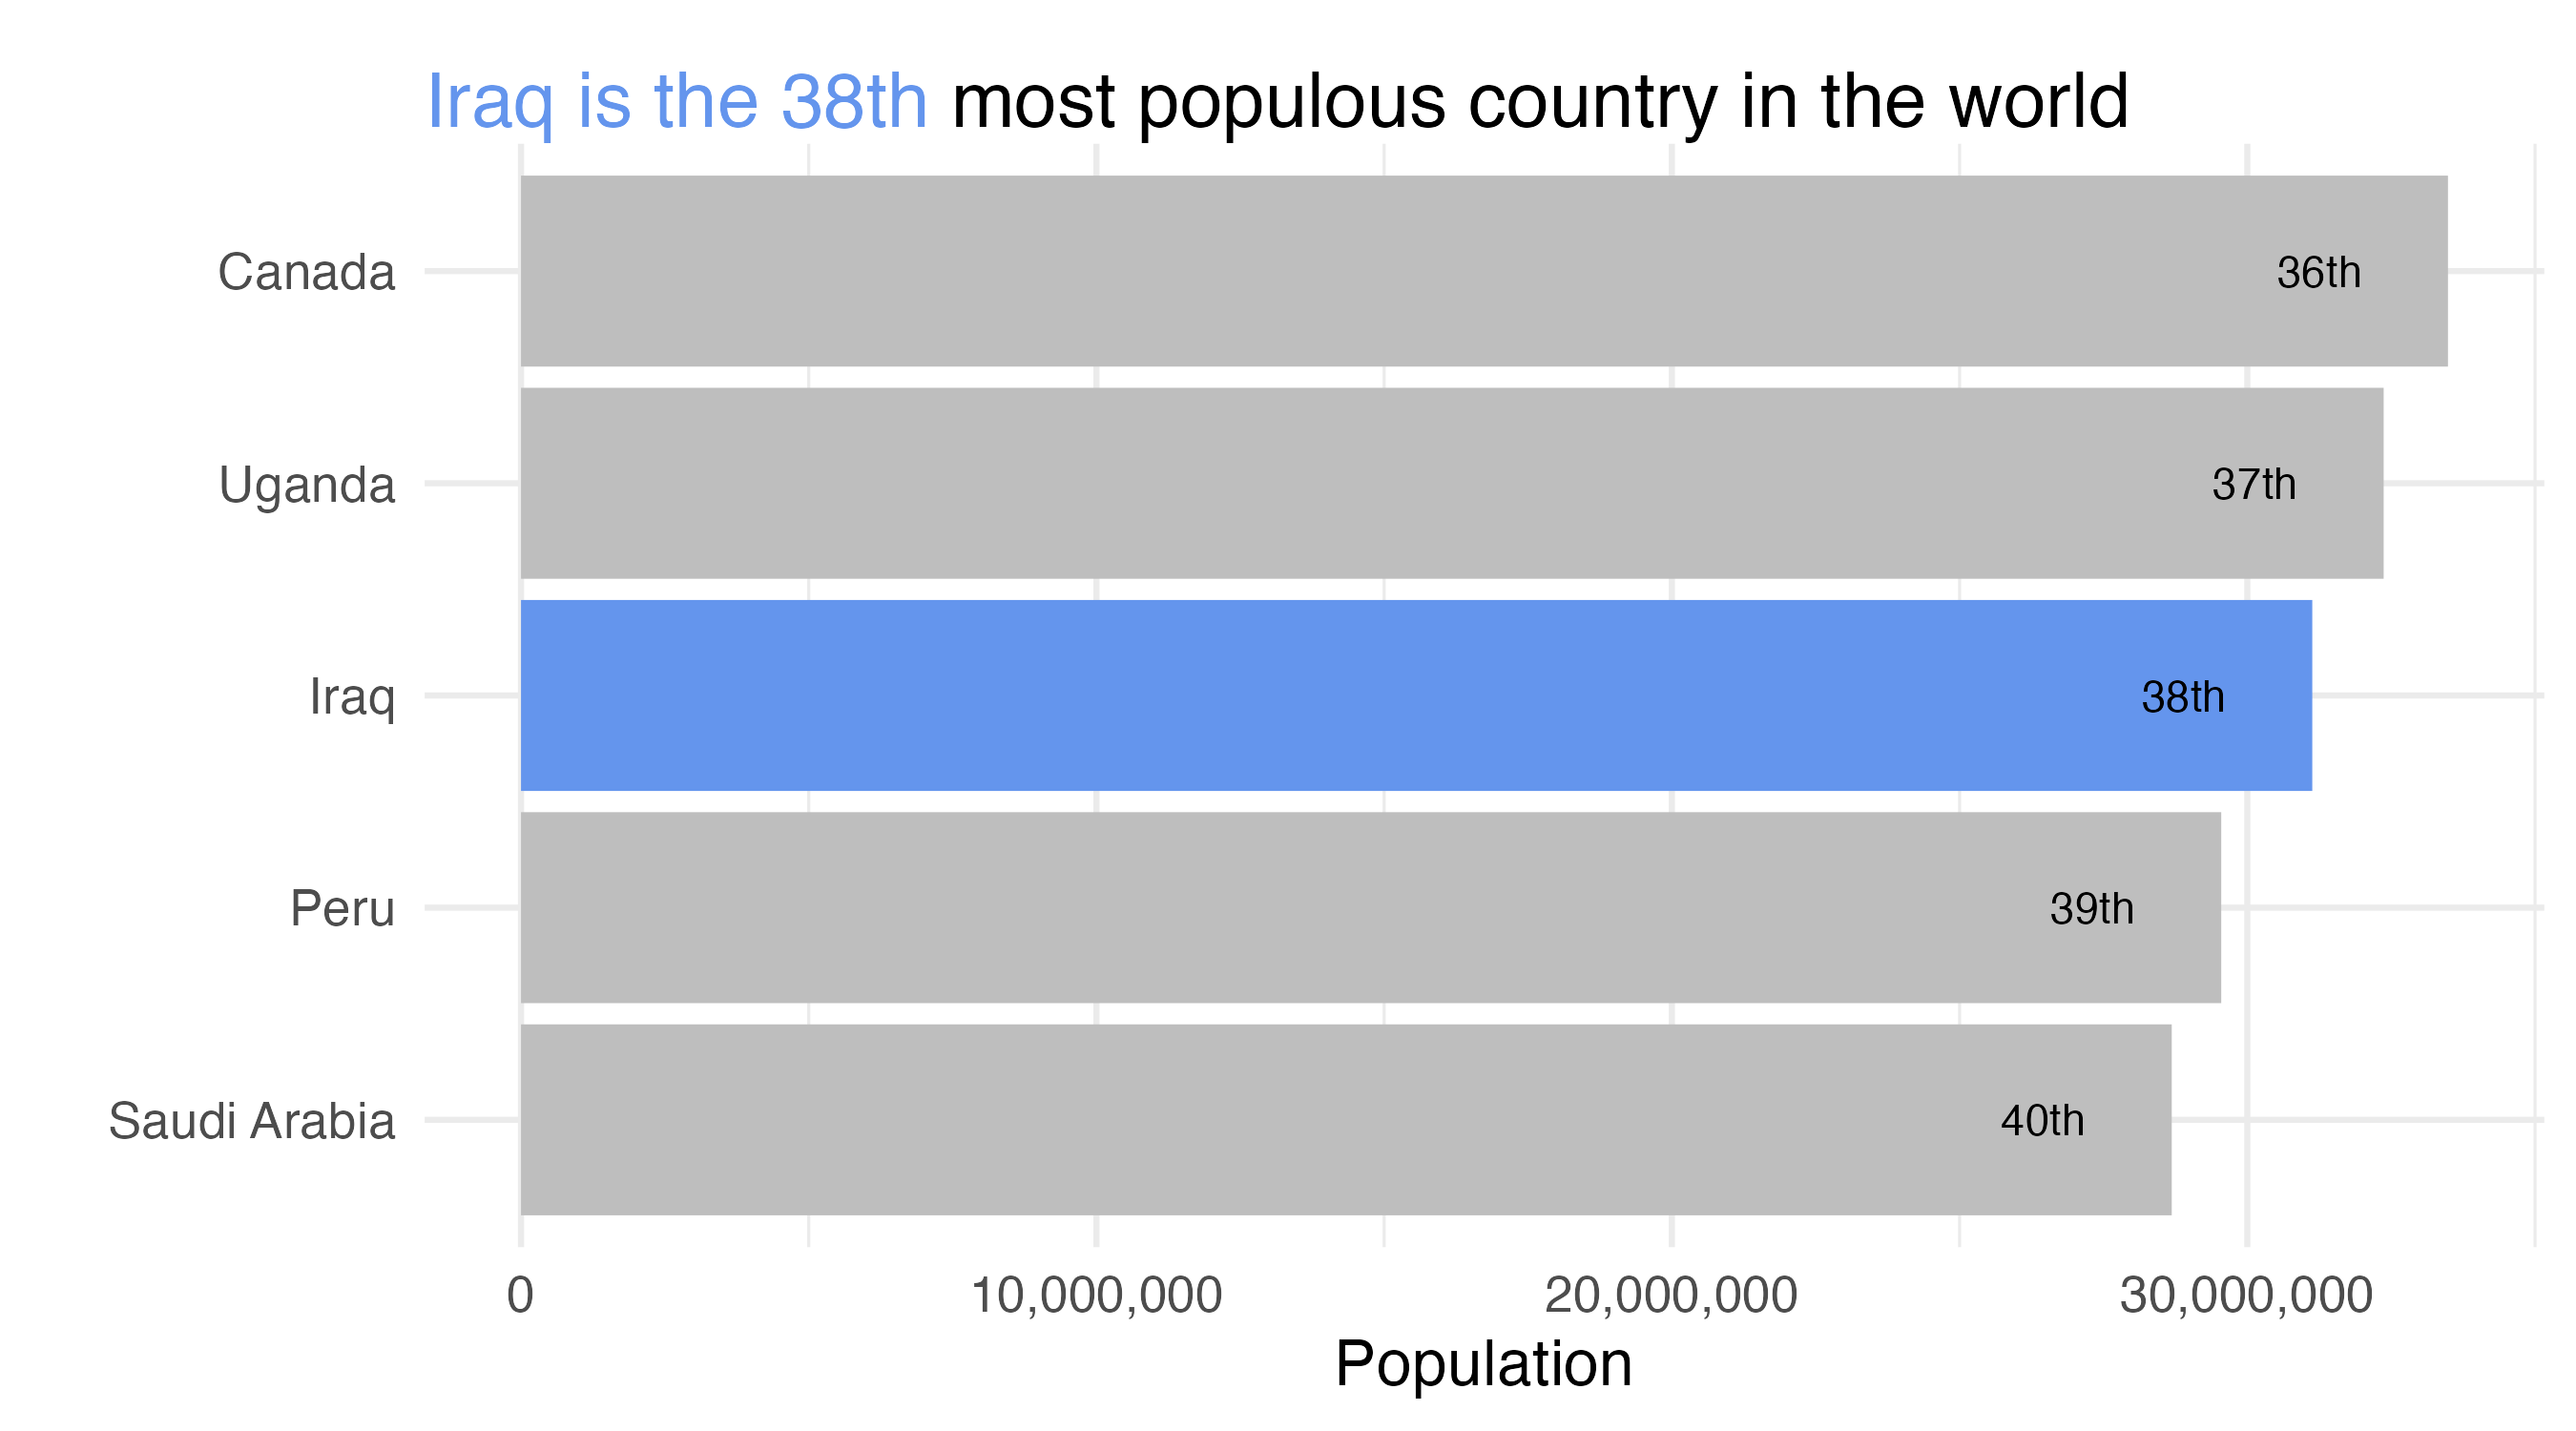 Iraq is the 38th most populous country in the world
Canada
36th
Uganda
37th
Iraq
38th
Peru
39th
Saudi Arabia
40th
0 10,000,000 20,000,000 30,000,000
Population